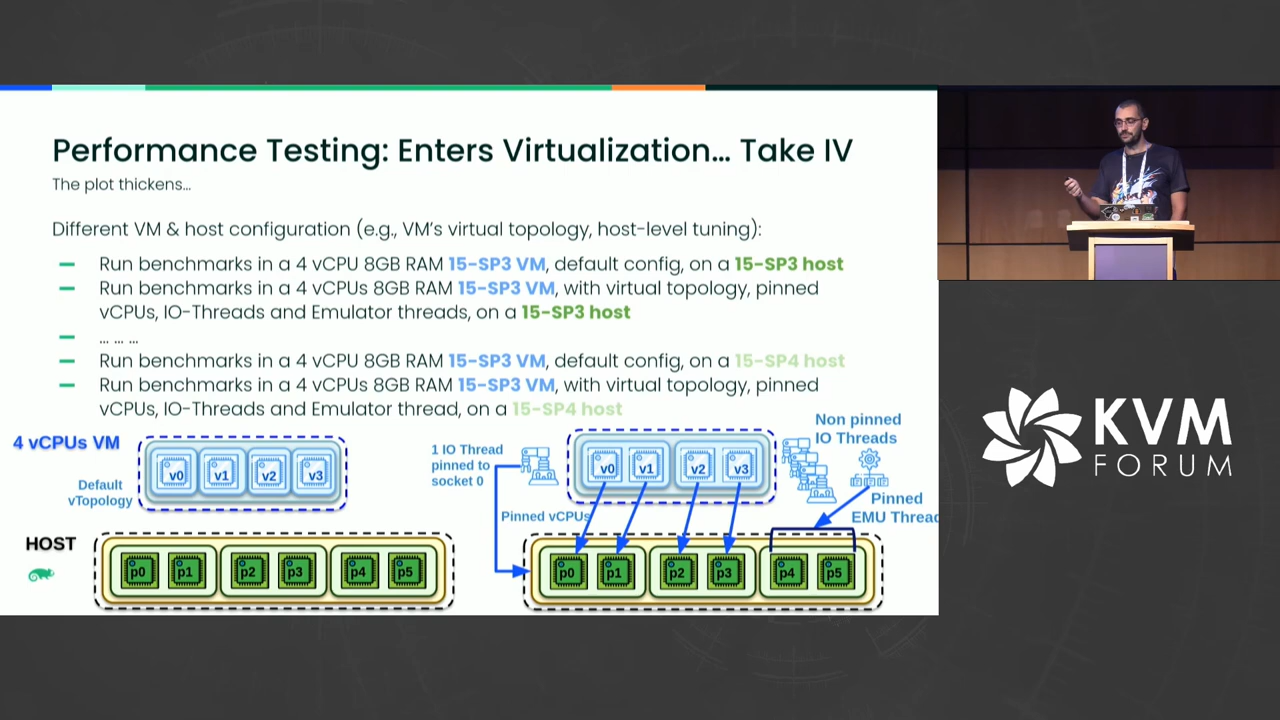 Performance Testing: Enters Virtualization... Take IV
The plot thickens...
Different VM & host configuration (e.g., VM's virtual topology, host-level tuning):
Run benchmarks in a 4 vCPU 8GB RAM 15-SP3 VM, default config, on a 15-SP3 host
Run benchmarks in a 4 vCPUs 8GB RAM 15-SP3 VM, with virtual topology, pinned
vCPUs, IO-Threads and Emulator threads, on a 15-SP3 host
... ... ...
Run benchmarks in a 4 vCPU 8GB RAM 15-SP3 VM, default config, on a 15-SP4 host
Run benchmarks in a 4 vCPUs 8GB RAM 15-SP3 VM, with virtual topology, pinned
vCPUs, IO-Threads and Emulator thread, on a 15-SP4 host
4 vCPUs VM
v0 v1 v2 v3
Default
vTopology
HOST
p0 p1 p2 p3 p4 p5
1 IO Thread
pinned to
socket 0
v0 v1 v2 v3
Non pinned
IO Threads
Pinned
EMU Thread
Pinned vCPUs
p0 p1 p2 p3 p4 p5
KVM
FORUM